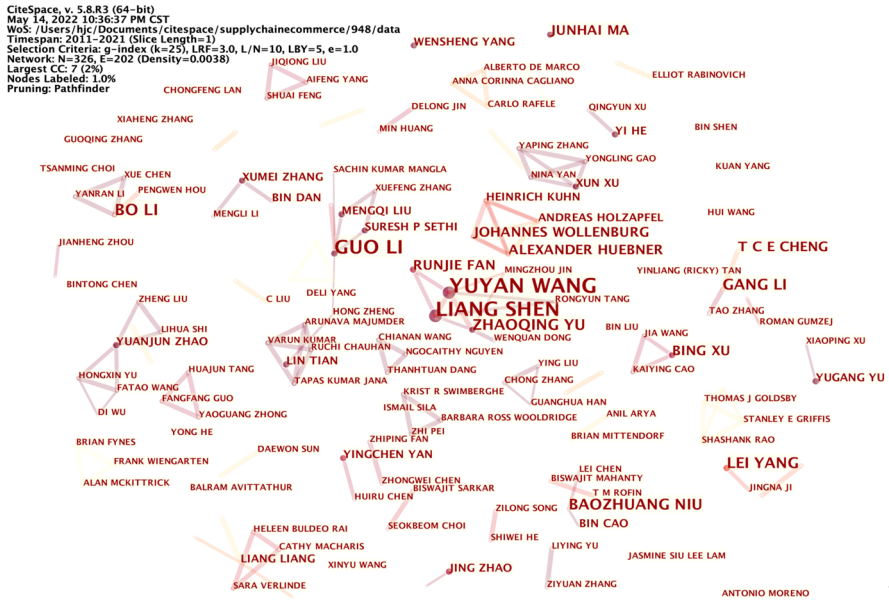 CiteSpace, v. 5.8.R3 (64-bit)
May 14, 2022 10:36:37 PM CST
WoS: /Users/hjc/Documents/citespace/supplychainecommerce/948/data
Timespan: 2011-2021 (Slice Length=1)
Selection Criteria: g-index (k=25), LRF=3.0, L/N=10, LBY=5, e=1.0
Network: N=326, E=202 (Density=0.0038)
Largest CC: 7 (2%)
Nodes Labeled: 1.0%
Pruning: Pathfinder
JUNHAI MA
WENSHENG YANG
JIQIONG LIU
ALBERTO DE MARCO
ELLIOT RABINOVICH
AIFENG YANG
ANNA CORINNA CAGLIANO
CHONGFENG LAN
SHUAI FENG
CARLO RAFELE
DELONG JIN
QINGYUN XU
XIAHENG ZHANG
MIN HUANG
YI HE
BIN SHEN
GUOQING ZHANG
YAPING ZHANG
YONGLING GAO
TSANMING CHOI
XUE CHEN
SACHIN KUMAR MANGLA
KUAN YANG
XUMEI ZHANG
NINA YAN
XUN XU
YANRAN LI
PENGWEN HOU
XUEFENG ZHANG
BIN DAN
HEINRICH KUHN
BO LI
MENGLI LI
MENGQI LIU
HUI WANG
ANDREAS HOLZAPFEL
SURESH P SETHI
JOHANNES WOLLENBURG
JIANHENG ZHOU
GUO LI
ALEXANDER HUEBNER
T C E CHENG
RUNJIE FAN
MINGZHOU JIN
YINLIANG (RICKY) TAN
BINTONG CHEN
YUYAN WANG
GANG LI
ZHENG LIU
C LIU
DELI YANG
RONGYUN TANG
HONG ZHENG
LIANG SHEN
TAO ZHANG
ARUNAVA MAJUMDER
ROMAN GUMZEJ
LIHUA SHI
ZHAOQING YU
BIN LIU
YUANJUN ZHAO
VARUN KUMAR
CHIANAN WANG
WENQUN DONG
JIA WANG
XIAOPING XU
RUCHI CHAUHAN
NGOCAITHY NGUYEN
BING XU
LIN TIAN
YING LIU
HUAJUN TANG
THANHTUAN DANG
KAIYING CAO
HONGXIN YU
TAPAS KUMAR JANA
CHONG ZHANG
YUGANG YU
FATAO WANG
KRIST R SWIMBERGHE
FANGFANG GUO
GUANGHUA HAN
THOMAS J GOLDSBY
DI WU
YAOGUANG ZHONG
ISMAIL SILA
BARBARA ROSS WOOLDRIDGE
ANIL ARYA
STANLEY E GRIFFIS
YONG HE
ZHI PEI
BRIAN FYNES
ZHIPING FAN
BRIAN MITTENDORF
SHASHANK RAO
DAEWON SUN
YINGCHEN YAN
FRANK WIENGARTEN
LEI YANG
LEI CHEN
ALAN MCKITTRICK
ZHONGWEI CHEN
BISWAJIT MAHANTY
BALRAM AVITTATHUR
BISWAJIT SARKAR
JINGNA JI
HUIRU CHEN
T M ROFIN
BAOZHUANG NIU
ZILONG SONG
HELEEN BULDEO RAI
SEOKBEOM CHOI
BIN CAO
SHIWEI HE
CATHY MACHARIS
LIYING YU
LIANG LIANG
JASMINE SIU LEE LAM
XINYU WANG
JING ZHAO
SARA VERLINDE
ZIYUAN ZHANG
ANTONIO MORENO